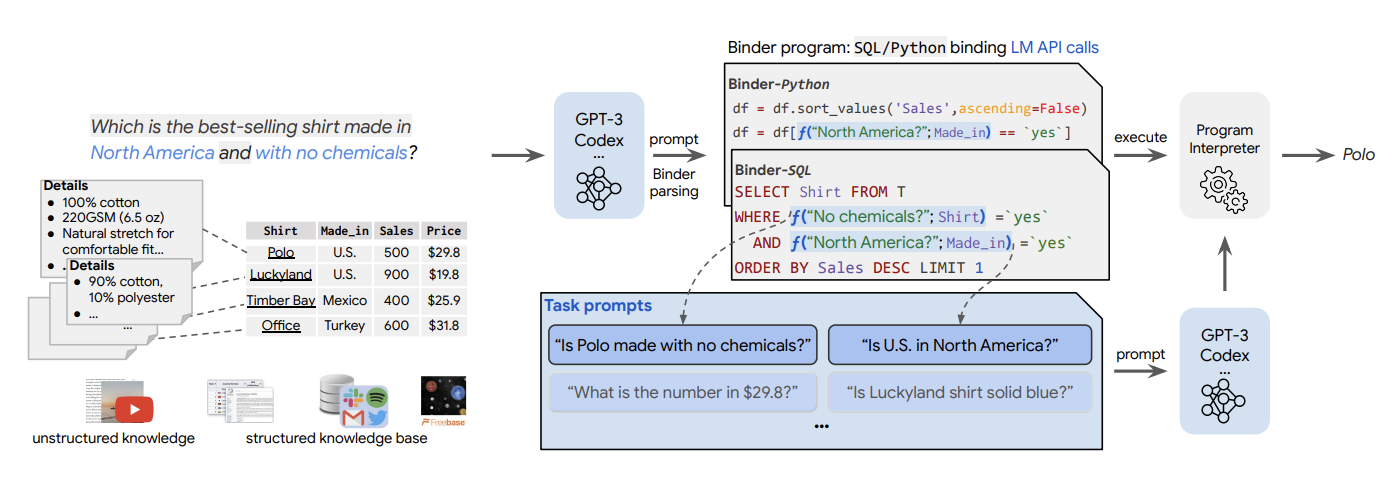 Which is the best-selling shirt made in
North America and with no chemicals?
Details
● 100% cotton
● 220GSM (6.5 oz)
● Natural stretch for
comfortable fit...
● .
Details
● 90% cotton,
10% polyester
● ...
...
Shirt Made_in Sales Price
Polo U.S. 500 $29.8
Luckyland U.S. 900 $19.8
Timber Bay Mexico 400 $25.9
Office Turkey 600 $31.8
Freebase
unstructured knowledge
structured knowledge base
GPT-3
Codex
...
prompt
Binder
parsing
Binder program: SQL/Python binding LM API calls
Binder-Python
df = df.sort_values('Sales',ascending=False)
df = df[ƒ(“North America?”; Made_in) == `yes`]
Binder-SQL
SELECT Shirt FROM T
WHERE ƒ(“No chemicals?”; Shirt) =`yes`
AND ƒ(“North America?”; Made_in) =`yes`
ORDER BY Sales DESC LIMIT 1
execute
Program
Interpreter
Polo
Task prompts
“Is Polo made with no chemicals?”
“Is U.S. in North America?”
“What is the number in $29.8?”
“Is Luckyland shirt solid blue?”
...
prompt
GPT-3
Codex
...